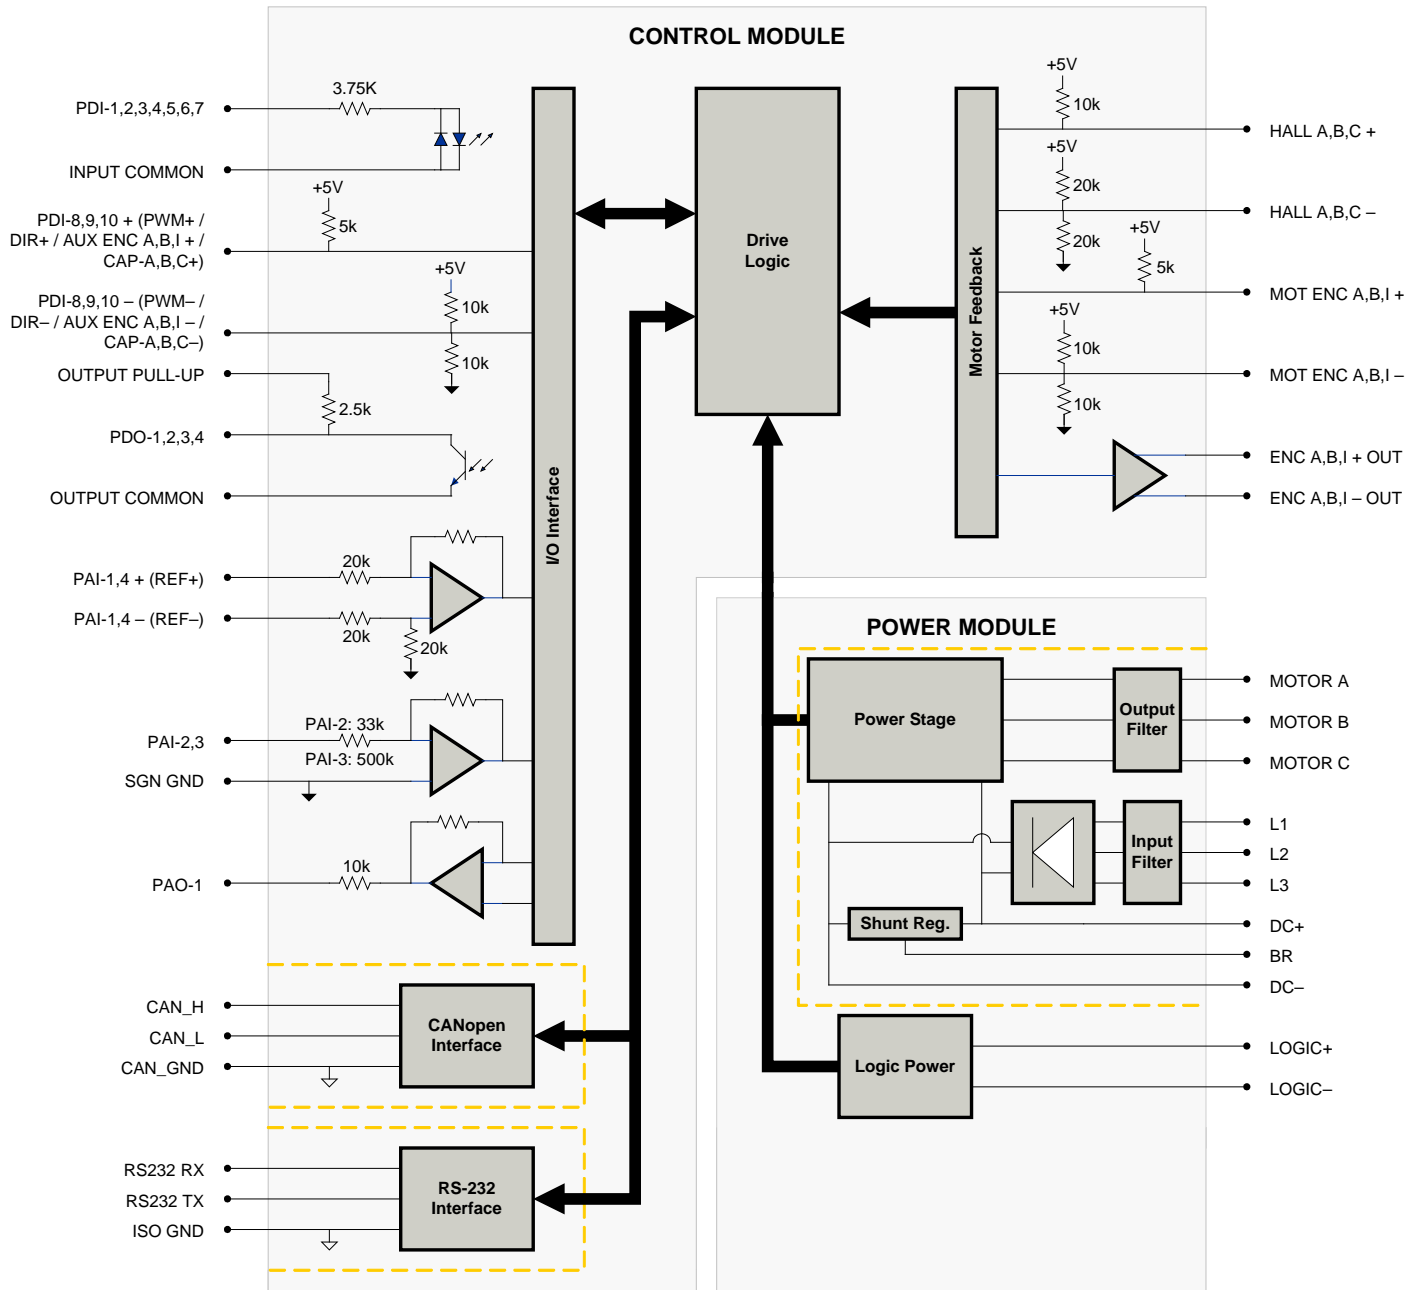 CONTROL MODULE
PDI-1,2,3,4,5,6,7
3.75K
INPUT COMMON
+5V
5k
PDI-8,9,10 + (PWM+ /
DIR+ / AUX ENC A,B,I + /
CAP-A,B,C+)
+5V
10k
10k
PDI-8,9,10 – (PWM– /
DIR– / AUX ENC A,B,I – /
CAP-A,B,C–)
OUTPUT PULL-UP
2.5k
PDO-1,2,3,4
OUTPUT COMMON
PAI-1,4 + (REF+)
20k
PAI-1,4 – (REF–)
20k
20k
PAI-2,3
PAI-2: 33k
PAI-3: 500k
SGN GND
PAO-1
10k
I/O Interface
Drive
Logic
Motor Feedback
+5V
10k
HALL A,B,C +
+5V
20k
20k
HALL A,B,C –
+5V
5k
MOT ENC A,B,I +
+5V
10k
10k
MOT ENC A,B,I –
ENC A,B,I + OUT
ENC A,B,I – OUT
CAN_H
CAN_L
CAN_GND
CANopen
Interface
RS232 RX
RS232 TX
ISO GND
RS-232
Interface
POWER MODULE
Power Stage
Output
Filter
MOTOR A
MOTOR B
MOTOR C
Input
Filter
L1
L2
L3
Shunt Reg.
DC+
BR
DC–
Logic Power
LOGIC+
LOGIC–